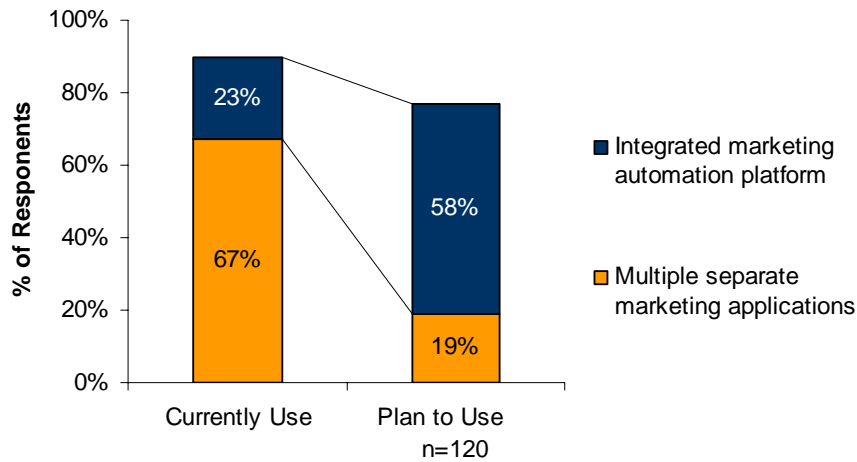 100%
80%
60%
40%
20%
0%
% of Responents
23%
67%
58%
19%
Currently Use
Plan to Use
n=120
Integrated marketing
automation platform
Multiple separate
marketing applications